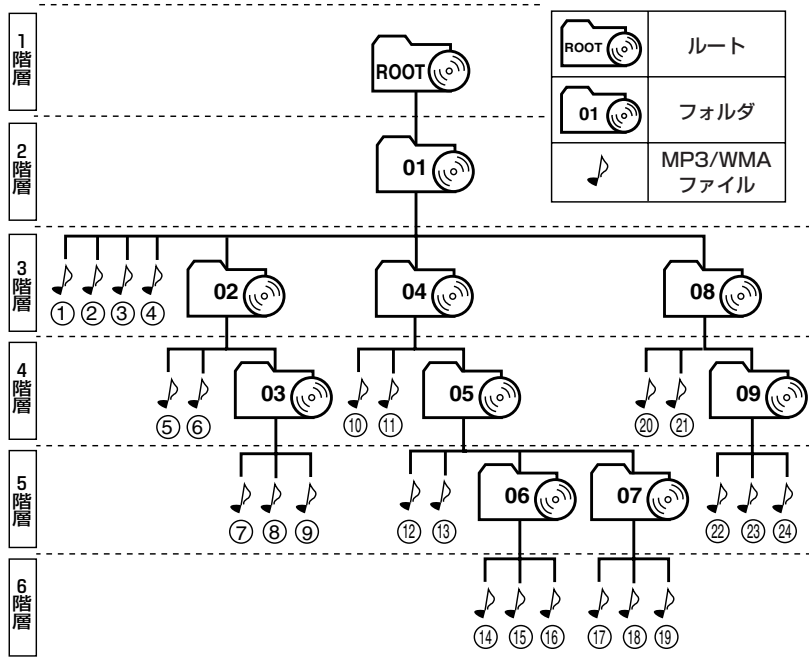 1階層
ROOT
ROOT ルート
01 フォルダ
MP3/WMA
ファイル
2階層
01
3階層
① ② ③ ④ 02 04 08
4階層
⑤ ⑥ 03 ⑩ ⑪ 05 ⑳ ㉑ 09
5階層
⑦ ⑧ ⑨ ⑫ ⑬ 06 07 ㉒ ㉓ ㉔
6階層
⑭ ⑮ ⑯ ⑰ ⑱ ⑲